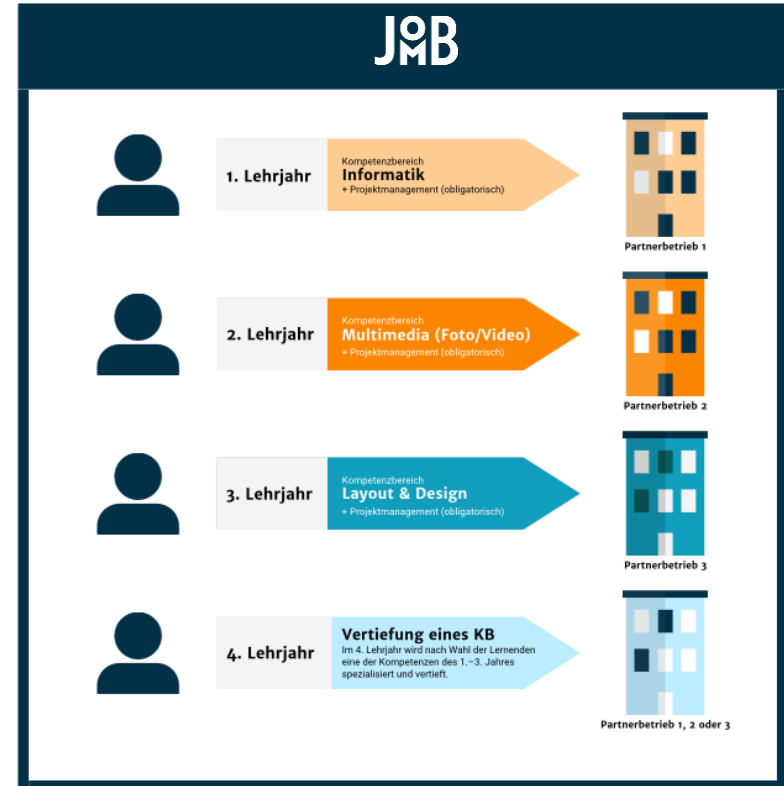 JOMB
1. Lehrjahr
Kompetenzbereich
Informatik
+ Projektmanagement (obligatorisch)
Partnerbetrieb 1
2. Lehrjahr
Kompetenzbereich
Multimedia (Foto/Video)
+ Projektmanagement (obligatorisch)
Partnerbetrieb 2
3. Lehrjahr
Kompetenzbereich
Layout & Design
+ Projektmanagement (obligatorisch)
Partnerbetrieb 3
4. Lehrjahr
Vertiefung eines KB
Im 4. Lehrjahr wird nach Wahl der Lernenden
eine der Kompetenzen des 1.–3. Jahres
spezialisiert und vertieft.
Partnerbetrieb 1, 2 oder 3